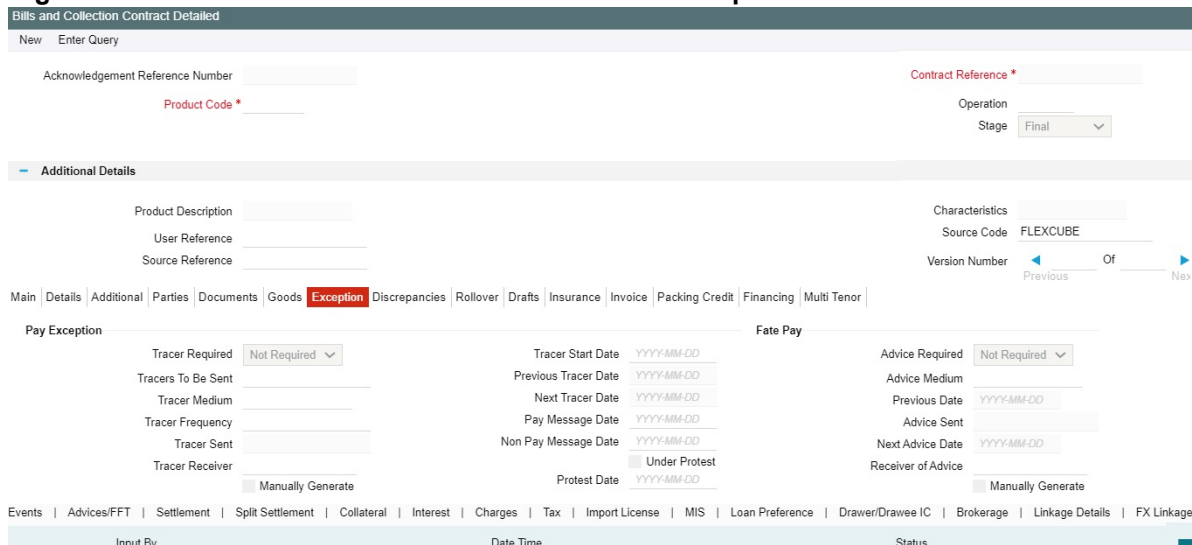 Bills and Collection Contract Detailed
New Enter Query
Acknowledgement Reference Number Contract Reference *
Product Code * Operation
Stage Final
− Additional Details
Product Description Characteristics
User Reference Source Code FLEXCUBE
Source Reference Version Number Of
Previous
Main Details Additional Parties Documents Goods Exception Discrepancies Rollover Drafts Insurance Invoice Packing Credit Financing Multi Tenor
Pay Exception Fate Pay
Tracer Required Not Required Tracer Start Date YYYY-MM-DD Advice Required Not Required
Tracers To Be Sent Previous Tracer Date YYYY-MM-DD Advice Medium
Tracer Medium Next Tracer Date YYYY-MM-DD Previous Date YYYY-MM-DD
Tracer Frequency Pay Message Date YYYY-MM-DD Advice Sent
Tracer Sent Non Pay Message Date YYYY-MM-DD Next Advice Date YYYY-MM-DD
Tracer Receiver Under Protest Receiver of Advice
Manually Generate Protest Date YYYY-MM-DD Manually Generate
Events | Advices/FFT | Settlement | Split Settlement | Collateral | Interest | Charges | Tax | Import License | MIS | Loan Preference | Drawer/Drawee IC | Brokerage | Linkage Details | FX Linkage
Input By Date Time Status